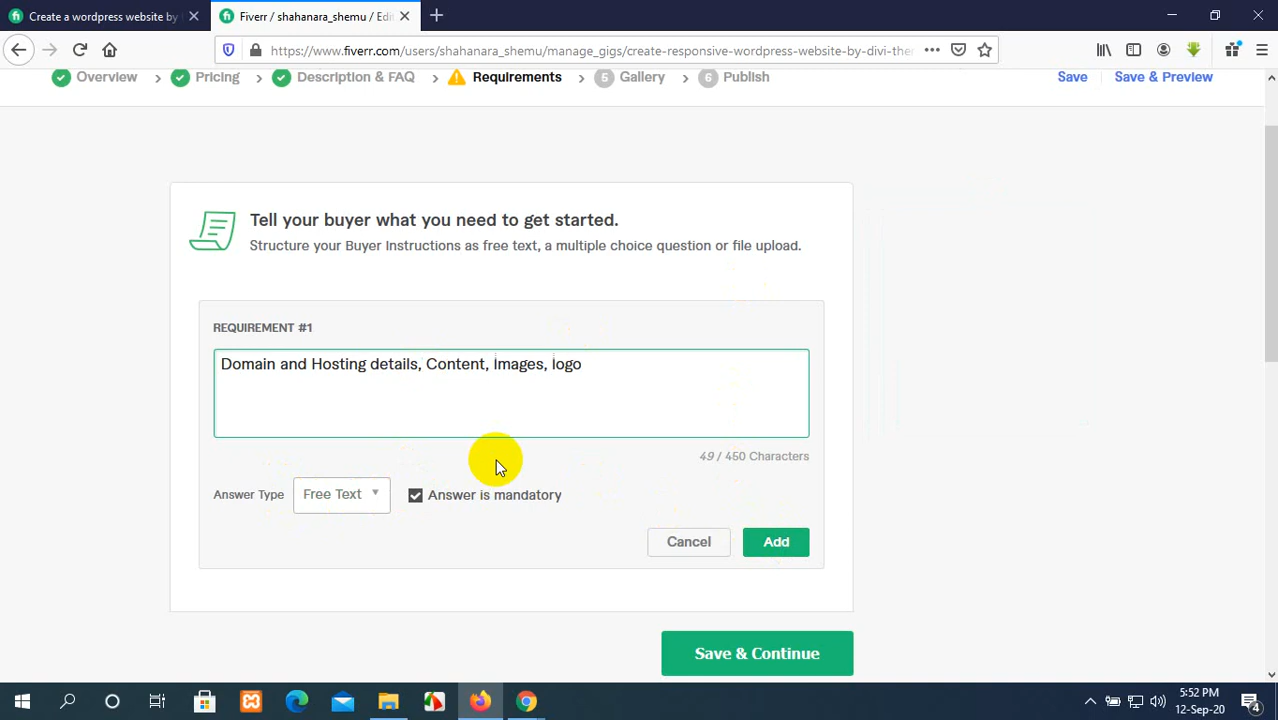 Create a wordpress website by
Fiverr / shahanara_shemu / Edi
https://www.fiverr.com/users/shahanara_shemu/manage_gigs/create-responsive-wordpress-website-by-divi-the
Overview > Pricing > Description & FAQ > Requirements > 5 Gallery > 6 Publish Save | Save & Preview
Tell your buyer what you need to get started.
Structure your Buyer Instructions as free text, a multiple choice question or file upload.
REQUIREMENT #1
Domain and Hosting details, Content, Images, logo
49 / 450 Characters
Answer Type Free Text Answer is mandatory
Cancel Add
Save & Continue
5:52 PM
12-Sep-20
4